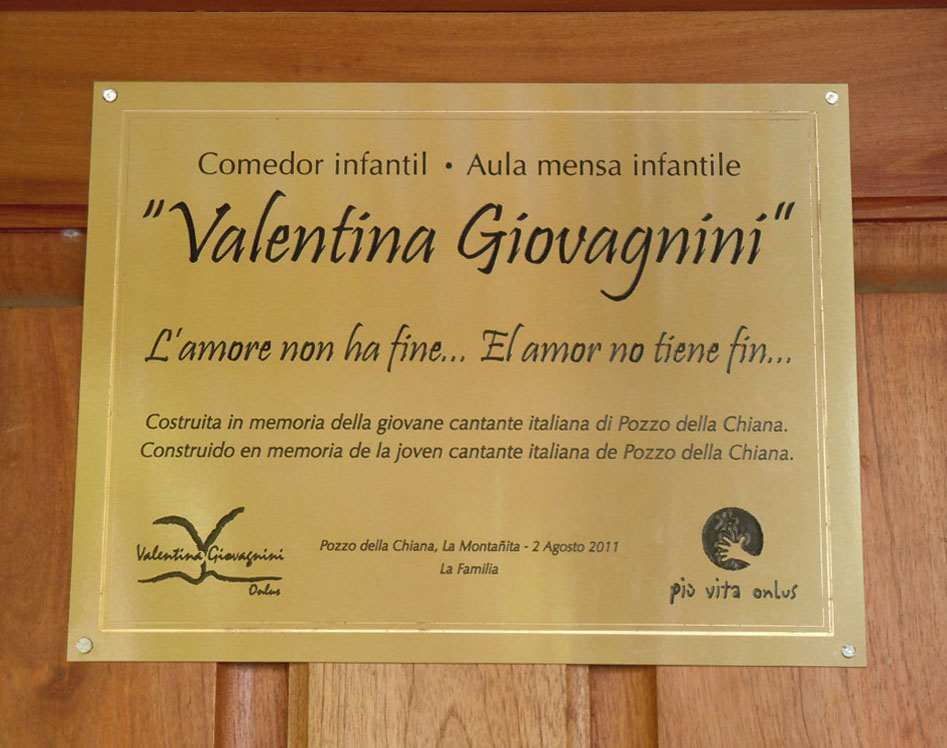 Comedor infantil • Aula mensa infantile
"Valentina Giovagnini"
L'amore non ha fine... El amor no tiene fin...
Costruita in memoria della giovane cantante italiana di Pozzo della Chiana.
Construido en memoria de la joven cantante italiana de Pozzo della Chiana.
Valentina Giovagnini
Onlus
Pozzo della Chiana, La Montañita - 2 Agosto 2011
La Familia
più vita onlus